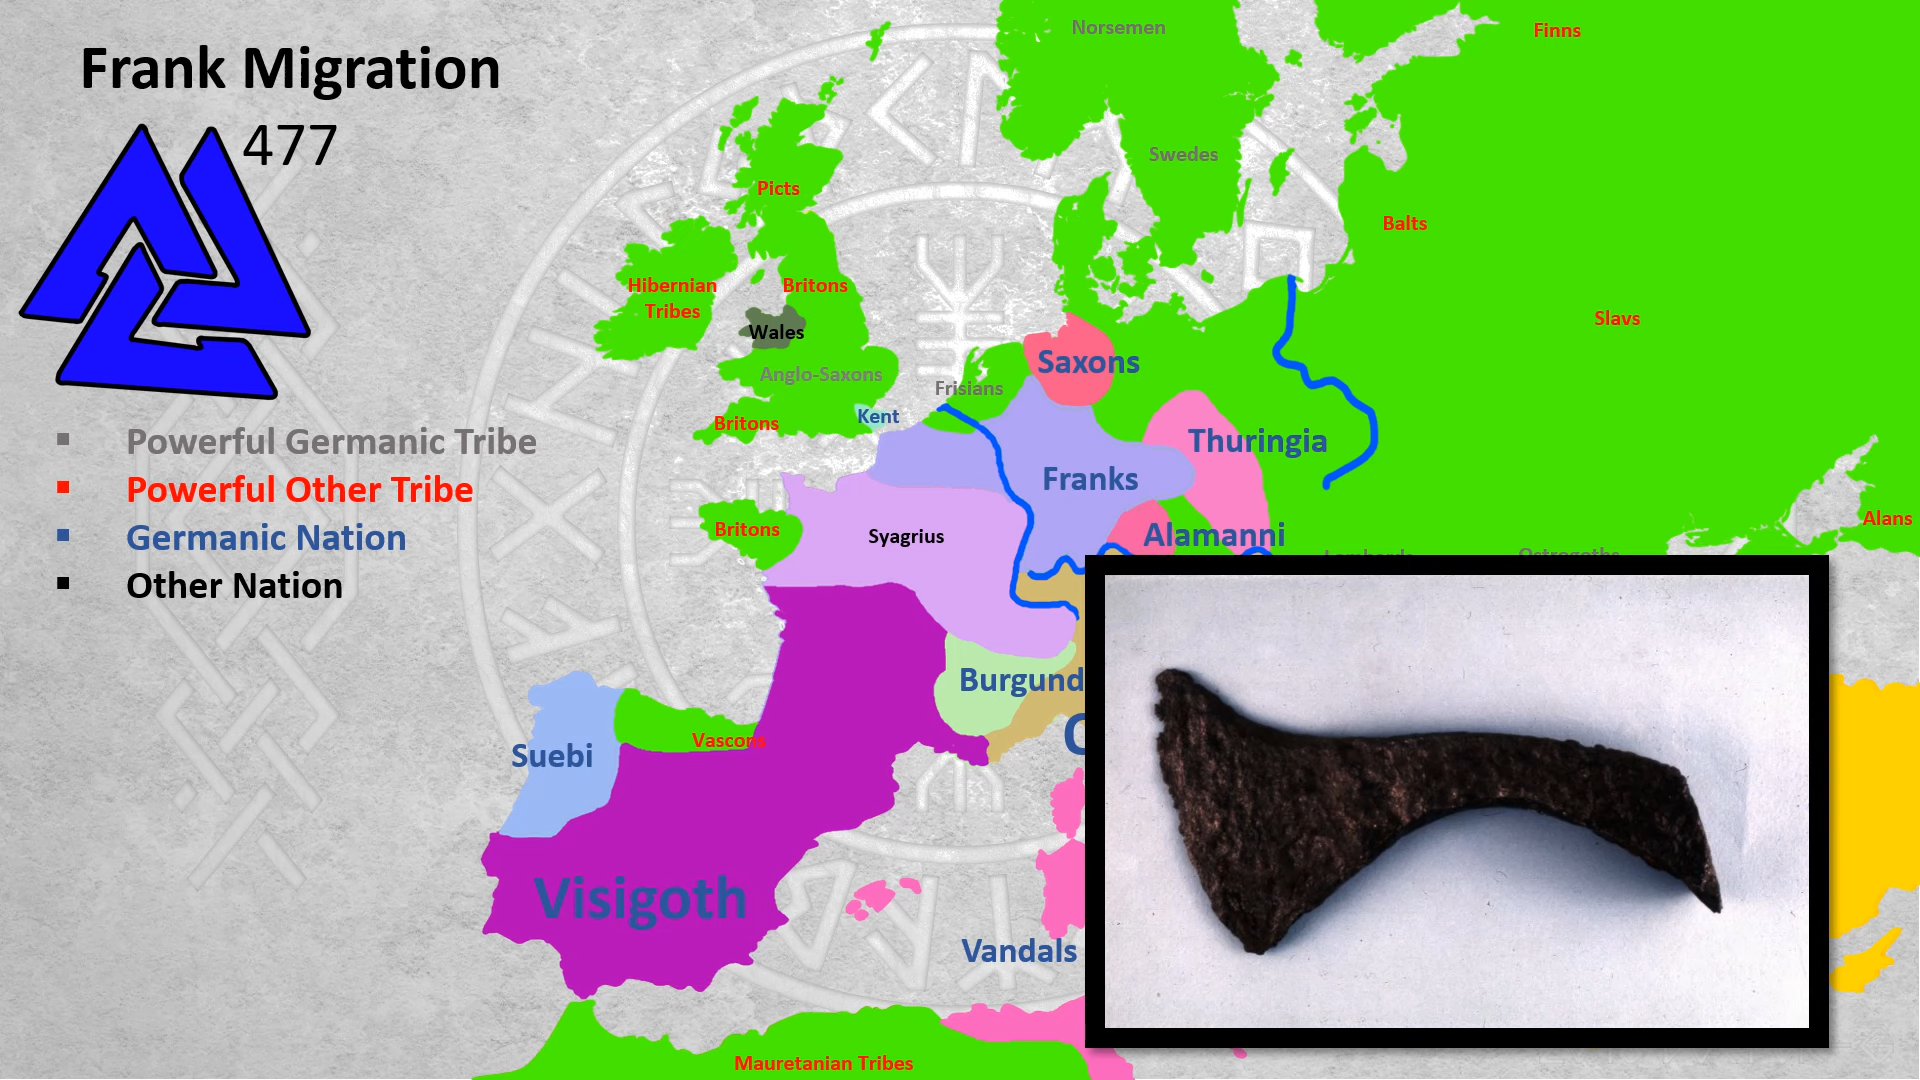 Frank Migration
477
Powerful Germanic Tribe
Powerful Other Tribe
Germanic Nation
Other Nation
Norsemen
Finns
Swedes
Picts
Balts
Hibernian
Tribes
Britons
Slavs
Wales
Saxons
Anglo-Saxons
Frisians
Kent
Britons
Thuringia
Franks
Alans
Britons
Syagrius
Alamanni
Lombards
Ostrogoths
Burgund
Vascons
Suebi
Visigoth
Vandals
Mauretanian Tribes